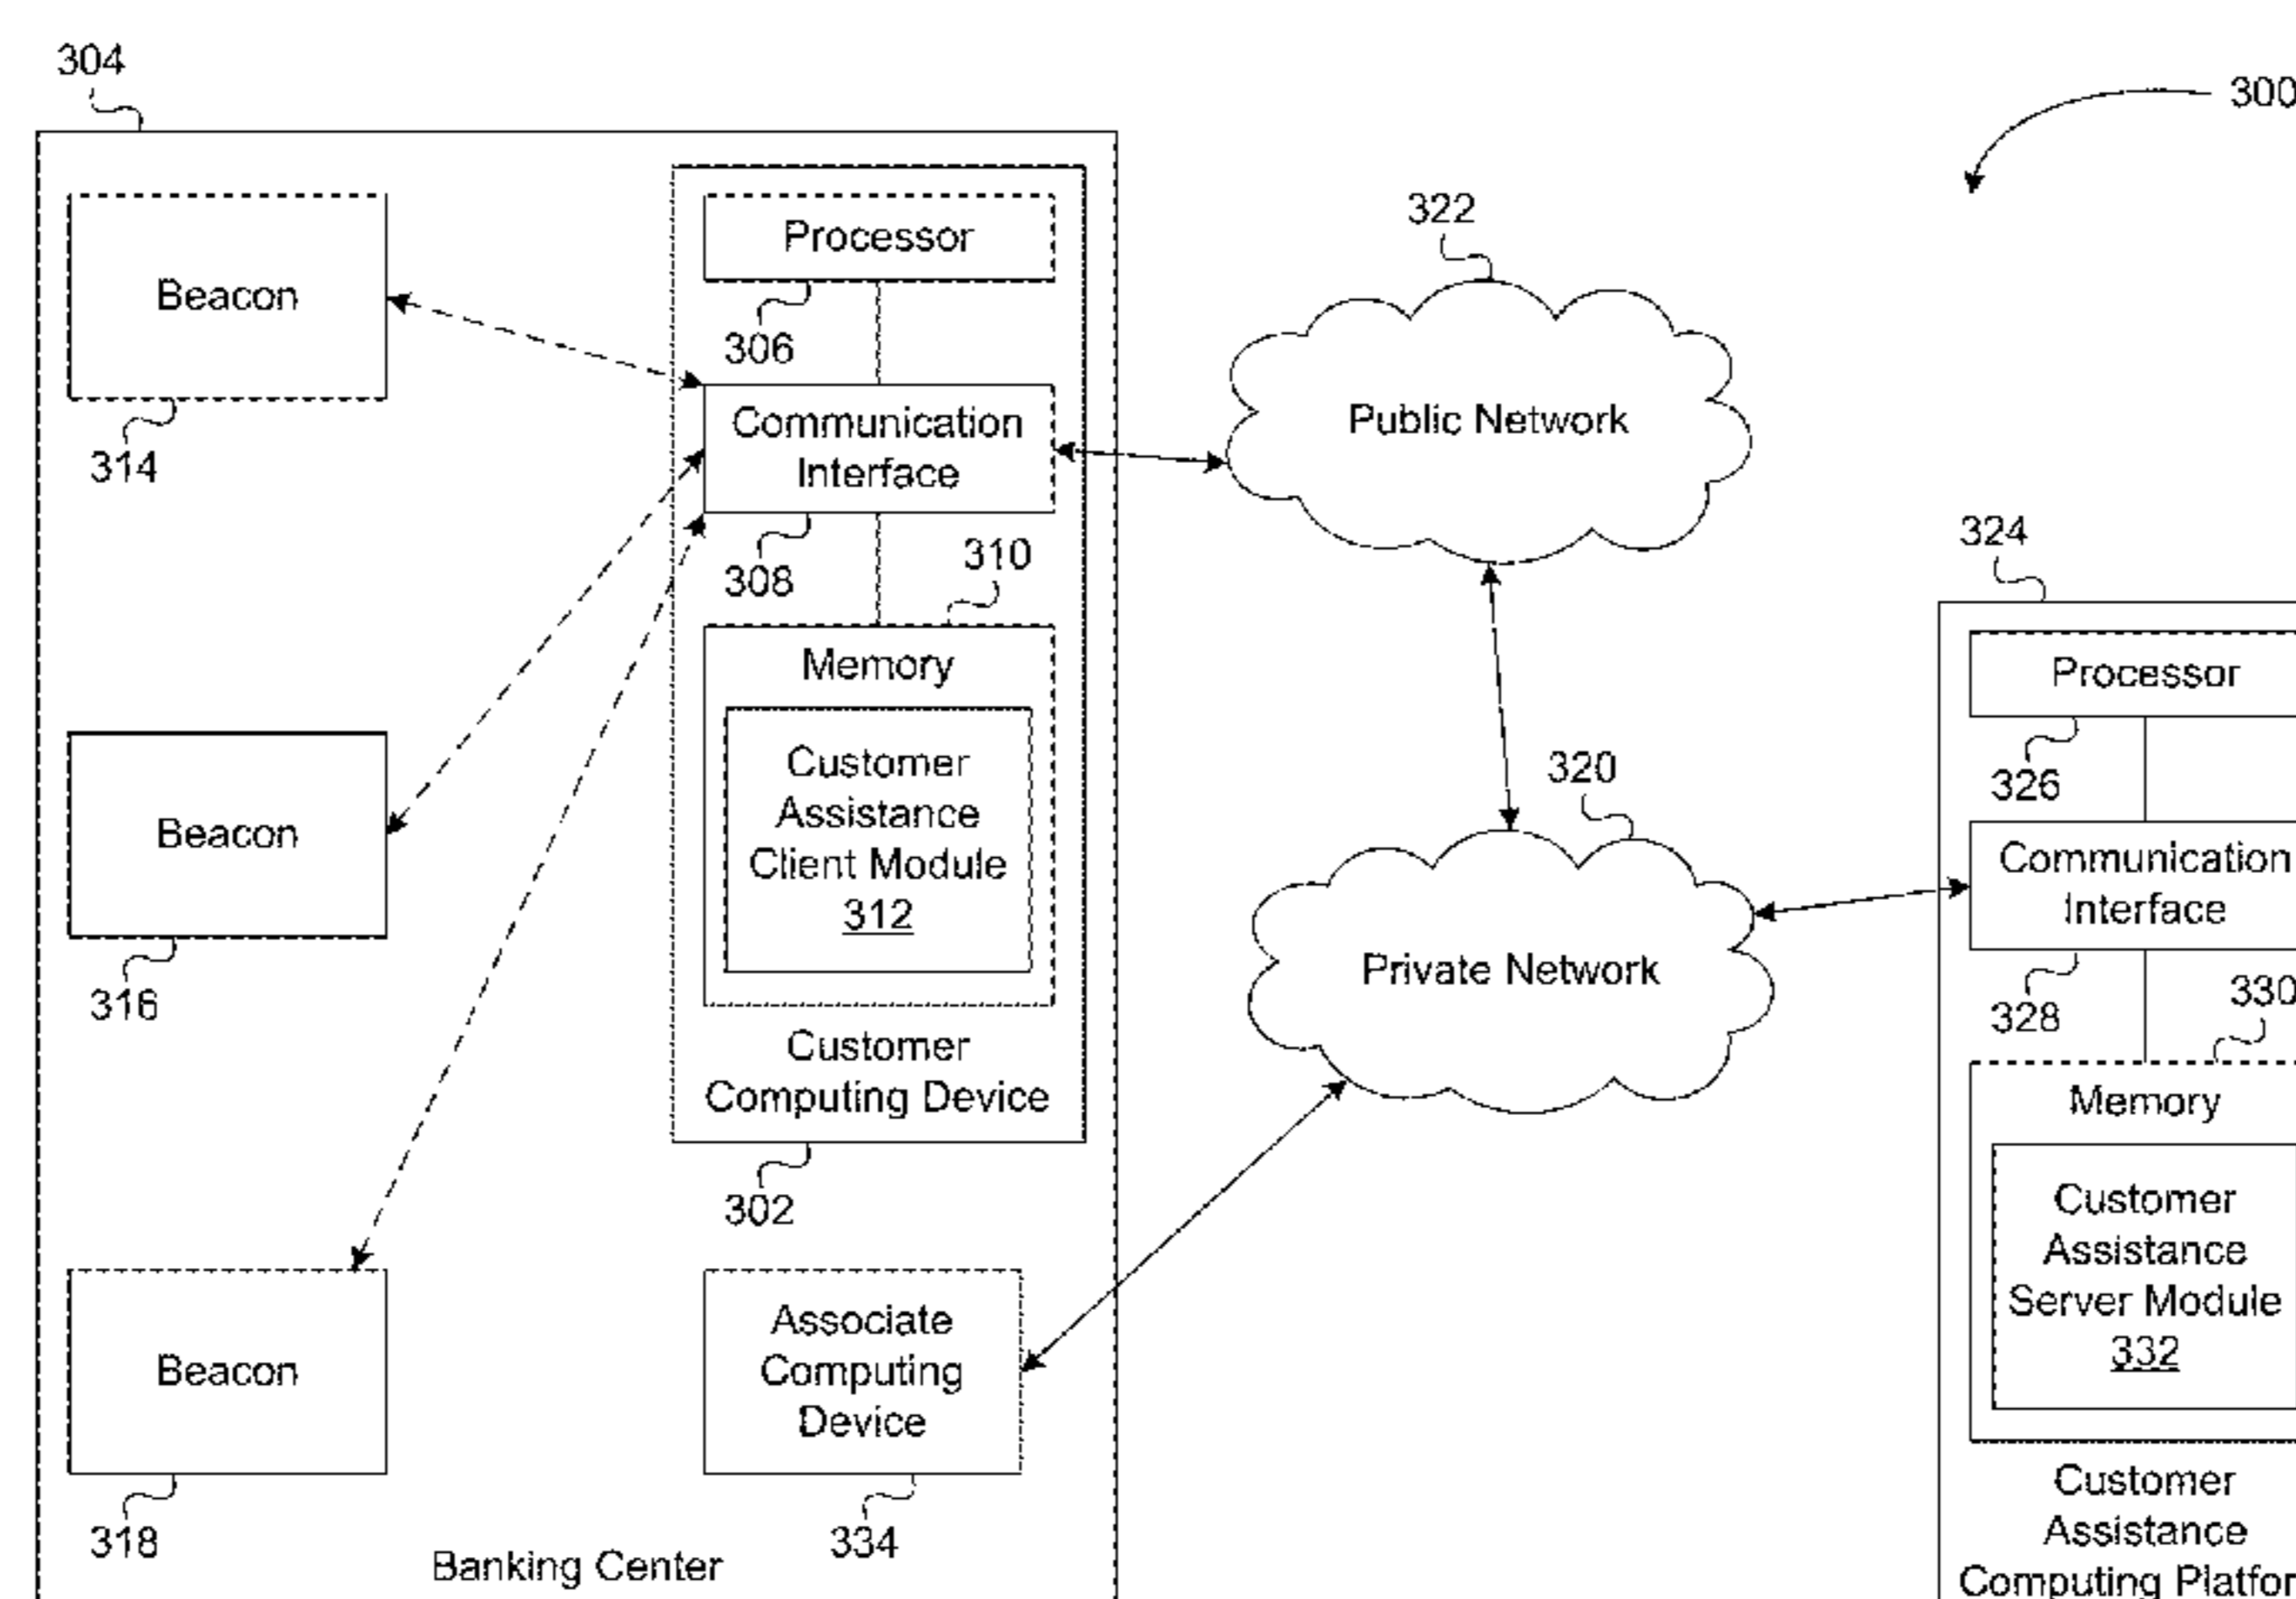 304
300
Beacon
314
Processor
306
Communication
Interface
308
310
Memory
Customer
Assistance
Client Module
312
Customer
Computing Device
302
Beacon
316
Beacon
318
Associate
Computing
Device
334
Banking Center
322
Public Network
320
Private Network
324
Processor
326
Communication
Interface
328
330
Memory
Customer
Assistance
Server Module
332
Customer
Assistance
Computing Platfor